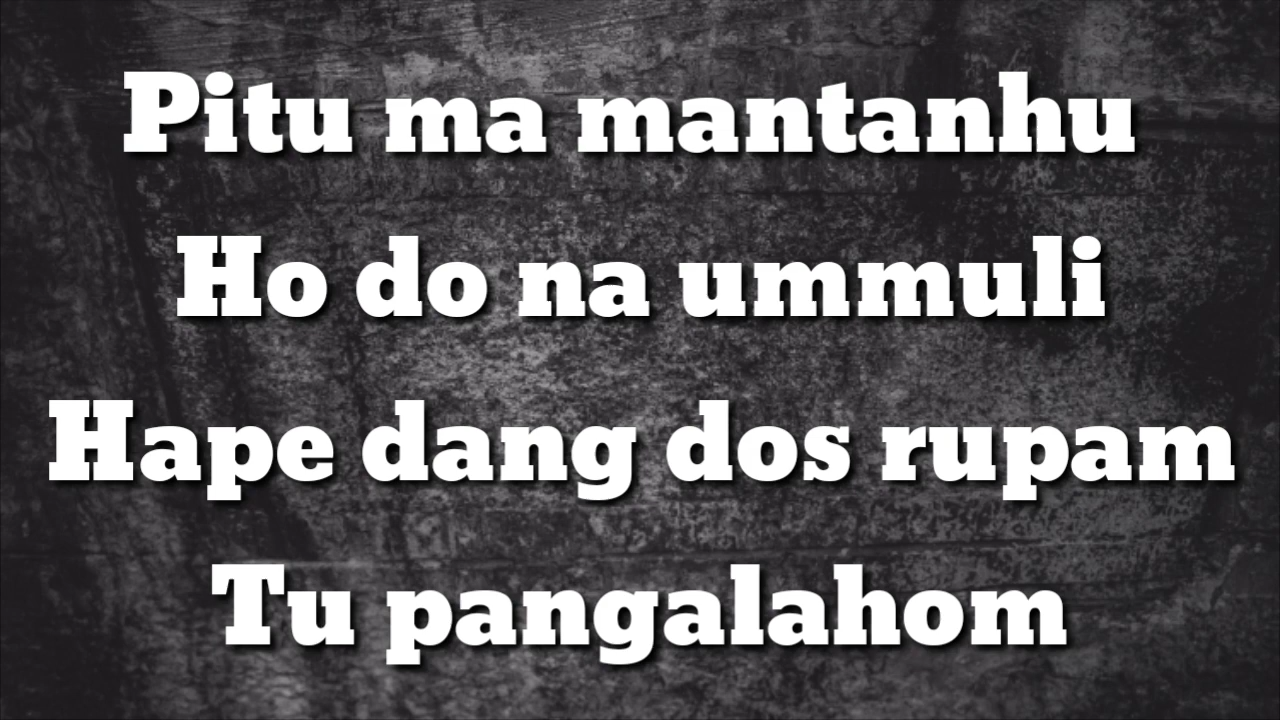 Pitu ma mantanhu
Ho do na ummuli
Hape dang dos rupam
Tu pangalahom